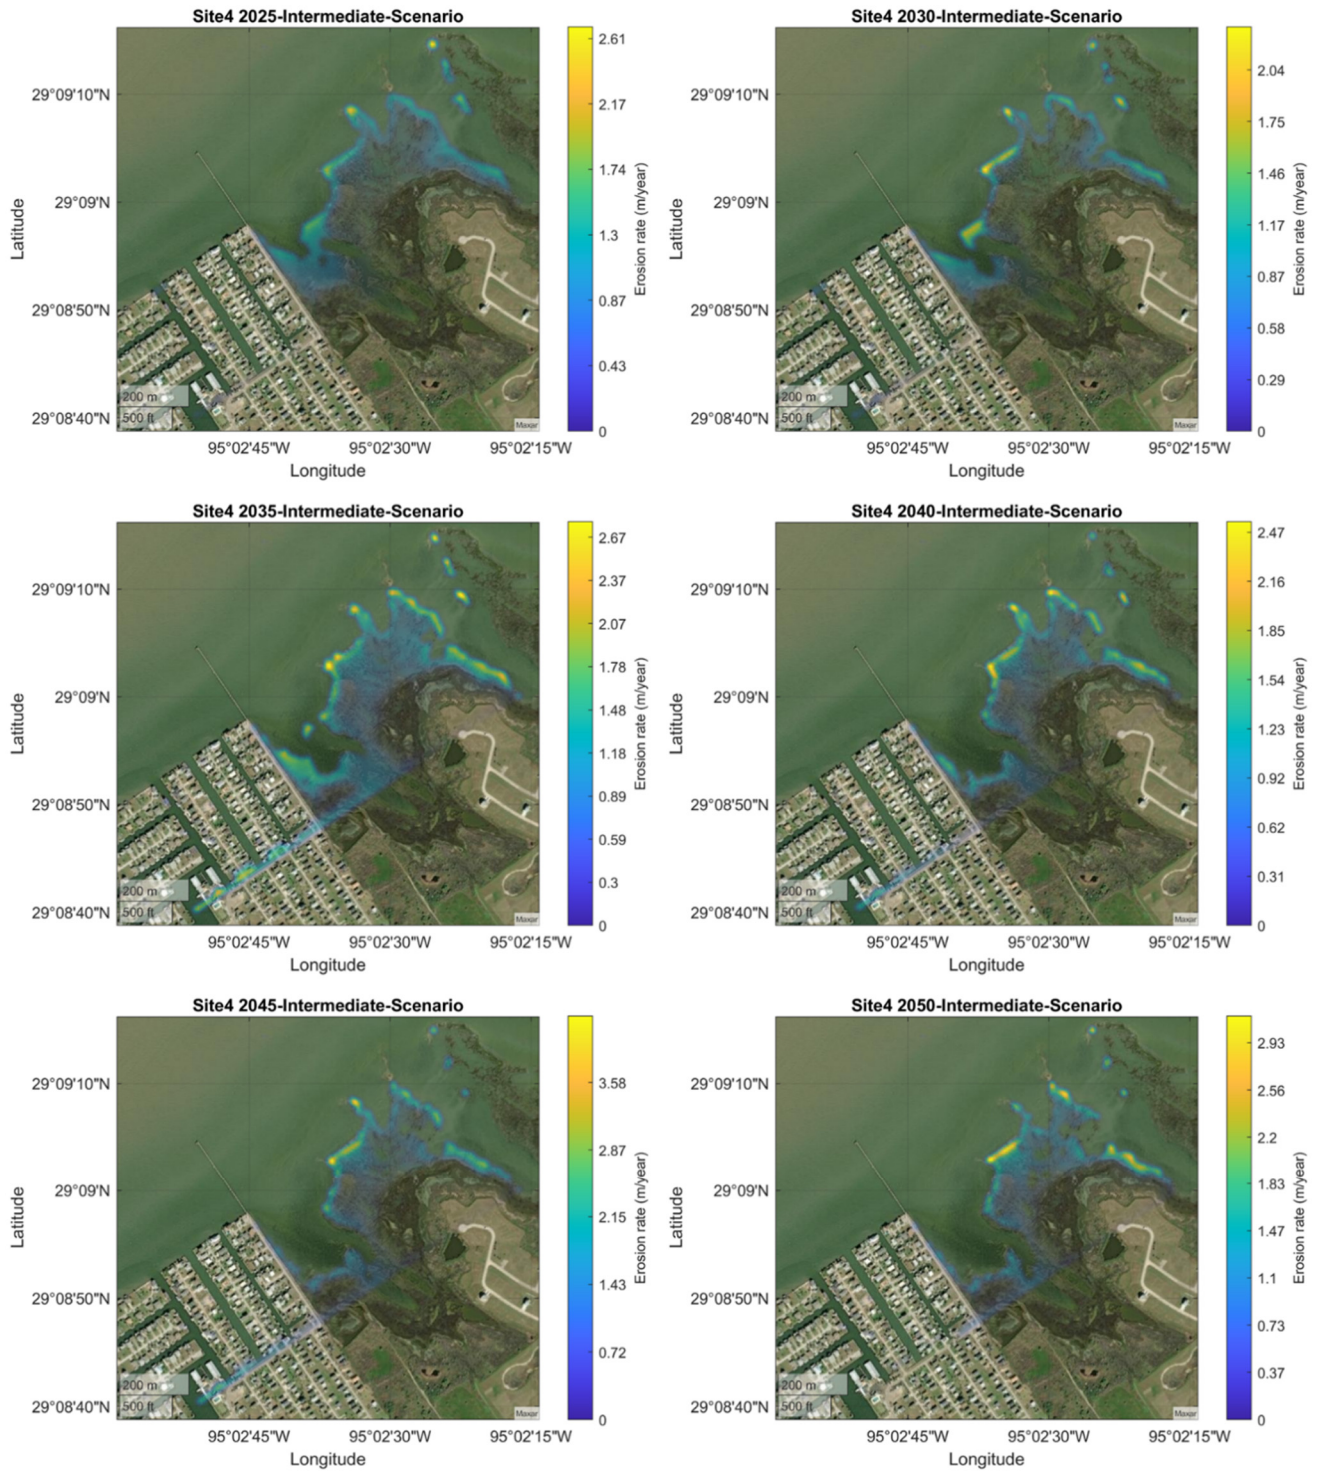 Site4 2025-Intermediate-Scenario
29°09'10"N
29°09'N
29°08'50"N
29°08'40"N
Latitude
200 m
500 ft
Maxar
95°02'45"W 95°02'30"W 95°02'15"W
Longitude
2.61
2.17
1.74
1.3
0.87
0.43
0
Erosion rate (m/year)
Site4 2030-Intermediate-Scenario
29°09'10"N
29°09'N
29°08'50"N
29°08'40"N
Latitude
200 m
500 ft
Maxar
95°02'45"W 95°02'30"W 95°02'15"W
Longitude
2.04
1.75
1.46
1.17
0.87
0.58
0.29
0
Erosion rate (m/year)
Site4 2035-Intermediate-Scenario
29°09'10"N
29°09'N
29°08'50"N
29°08'40"N
Latitude
200 m
500 ft
Maxar
95°02'45"W 95°02'30"W 95°02'15"W
Longitude
2.67
2.37
2.07
1.78
1.48
1.18
0.89
0.59
0.3
0
Erosion rate (m/year)
Site4 2040-Intermediate-Scenario
29°09'10"N
29°09'N
29°08'50"N
29°08'40"N
Latitude
200 m
500 ft
Maxar
95°02'45"W 95°02'30"W 95°02'15"W
Longitude
2.47
2.16
1.85
1.54
1.23
0.92
0.62
0.31
0
Erosion rate (m/year)
Site4 2045-Intermediate-Scenario
29°09'10"N
29°09'N
29°08'50"N
29°08'40"N
Latitude
200 m
500 ft
Maxar
95°02'45"W 95°02'30"W 95°02'15"W
Longitude
3.58
2.87
2.15
1.43
0.72
0
Erosion rate (m/year)
Site4 2050-Intermediate-Scenario
29°09'10"N
29°09'N
29°08'50"N
29°08'40"N
Latitude
200 m
500 ft
Maxar
95°02'45"W 95°02'30"W 95°02'15"W
Longitude
2.93
2.56
2.2
1.83
1.47
1.1
0.73
0.37
0
Erosion rate (m/year)